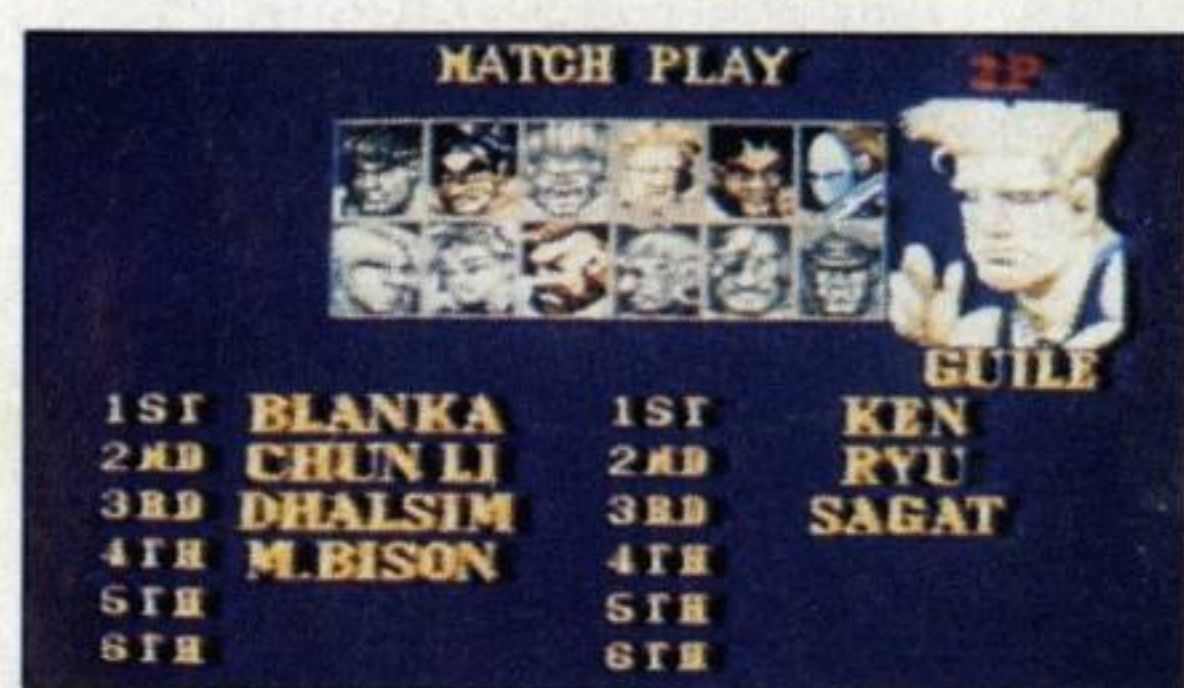 MATCH PLAY
2P
GUILE
1ST BLANKA
2ND CHUN LI
3RD DHALSIM
4TH M.BISON
5TH
6TH
1ST KEN
2ND RYU
3RD SAGAT
4TH
5TH
6TH